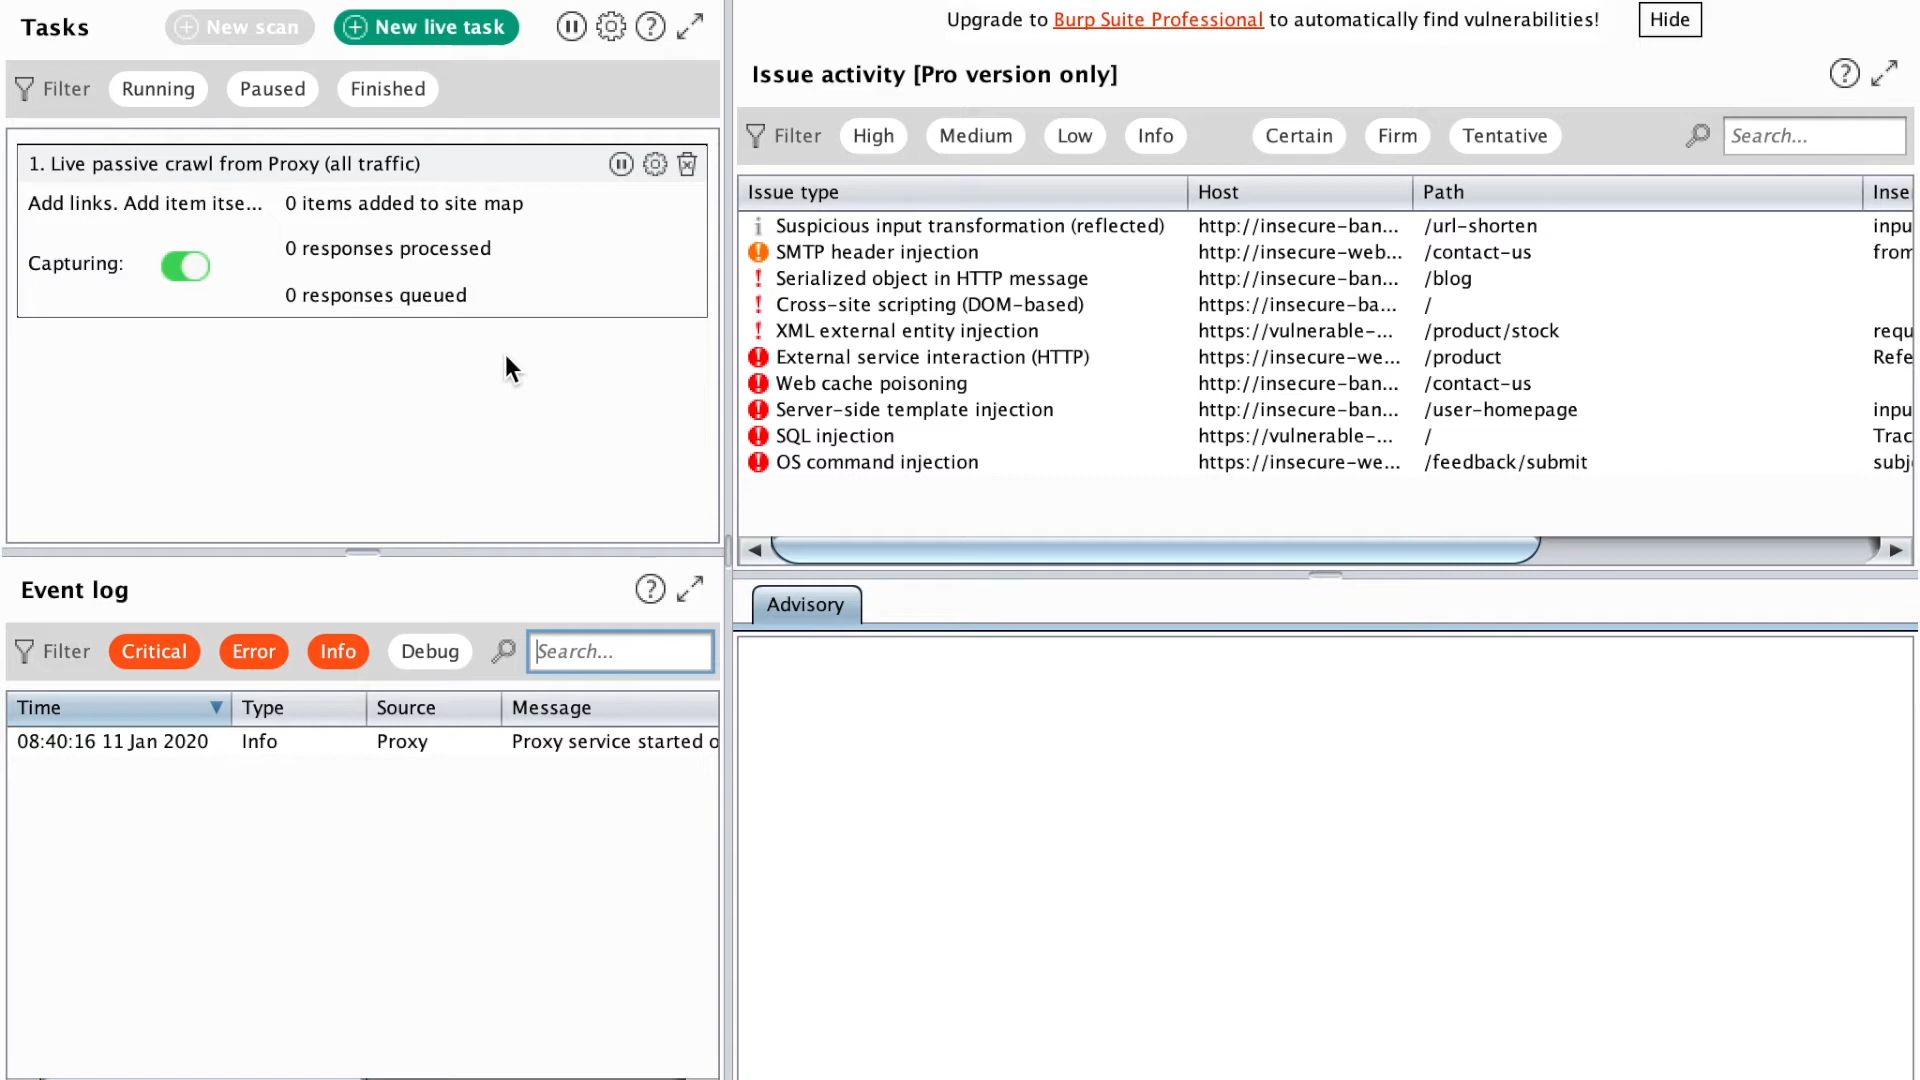 Tasks
New scan
New live task
Filter Running Paused Finished
1. Live passive crawl from Proxy (all traffic)
Add links. Add item itse... 0 items added to site map
0 responses processed
Capturing:
0 responses queued
Event log
Filter Critical Error Info Debug Search...
Time Type Source Message
08:40:16 11 Jan 2020 Info Proxy Proxy service started o
Upgrade to Burp Suite Professional to automatically find vulnerabilities! Hide
Issue activity [Pro version only]
Filter High Medium Low Info Certain Firm Tentative Search...
Issue type Host Path Inse
Suspicious input transformation (reflected) http://insecure-ban... /url-shorten inpu
SMTP header injection http://insecure-web... /contact-us from
Serialized object in HTTP message http://insecure-ban... /blog
Cross-site scripting (DOM-based) https://insecure-ba... /
XML external entity injection https://vulnerable-... /product/stock requ
External service interaction (HTTP) https://insecure-we... /product Refe
Web cache poisoning http://insecure-ban... /contact-us
Server-side template injection http://insecure-ban... /user-homepage inpu
SQL injection https://vulnerable-... / Trac
OS command injection https://insecure-we... /feedback/submit subj
Advisory